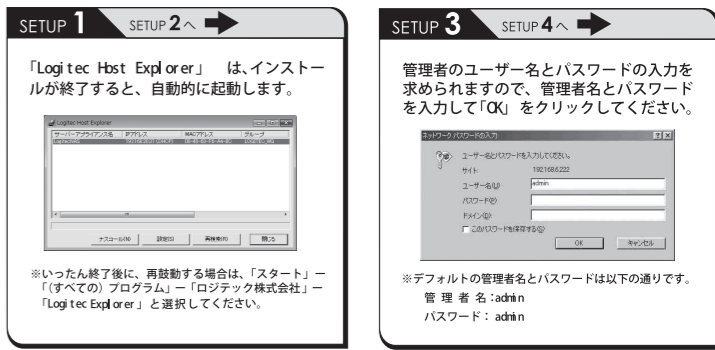 SETUP 1 SETUP 2へ
「Logitec Host Explorer」 は、インストー
ルが終了すると、自動的に起動します。
Logitec Host Explorer
サーバーアプライアンス名 IPアドレス MACアドレス グループ
ナスコール(N) 設定(S) 再検索(R) 閉じる
※いったん終了後に、再鼓動する場合は、「スタート」ー
「(すべての) プログラム」ー「ロジテック株式会社」ー
「Logitec Explorer」と選択してください。
SETUP 3 SETUP 4へ
管理者のユーザー名とパスワードの入力を
求められますので、管理者名とパスワード
を入力して「OK」をクリックしてください。
ネットワーク パスワードの入力
ユーザー名とパスワードを入力してください。
サイト: 192.168.6.222
ユーザー名(U) admin
パスワード(P)
ドメイン(D):
このパスワードを保存する(S)
OK キャンセル
※デフォルトの管理者名とパスワードは以下の通りです。
管 理 者 名:admin
パスワード: admin